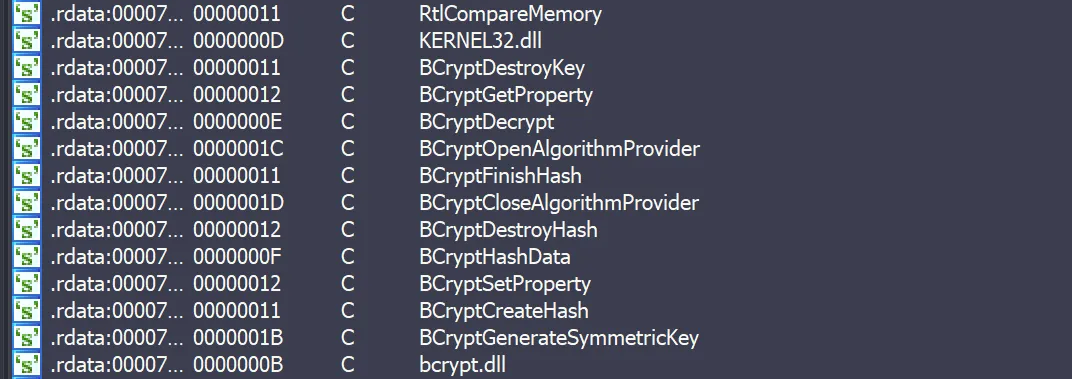 .rdata:00007... 00000011 C RtlCompareMemory
.rdata:00007... 0000000D C KERNEL32.dll
.rdata:00007... 00000011 C BCryptDestroyKey
.rdata:00007... 00000012 C BCryptGetProperty
.rdata:00007... 0000000E C BCryptDecrypt
.rdata:00007... 0000001C C BCryptOpenAlgorithmProvider
.rdata:00007... 00000011 C BCryptFinishHash
.rdata:00007... 0000001D C BCryptCloseAlgorithmProvider
.rdata:00007... 00000012 C BCryptDestroyHash
.rdata:00007... 0000000F C BCryptHashData
.rdata:00007... 00000012 C BCryptSetProperty
.rdata:00007... 00000011 C BCryptCreateHash
.rdata:00007... 0000001B C BCryptGenerateSymmetricKey
.rdata:00007... 0000000B C bcrypt.dll